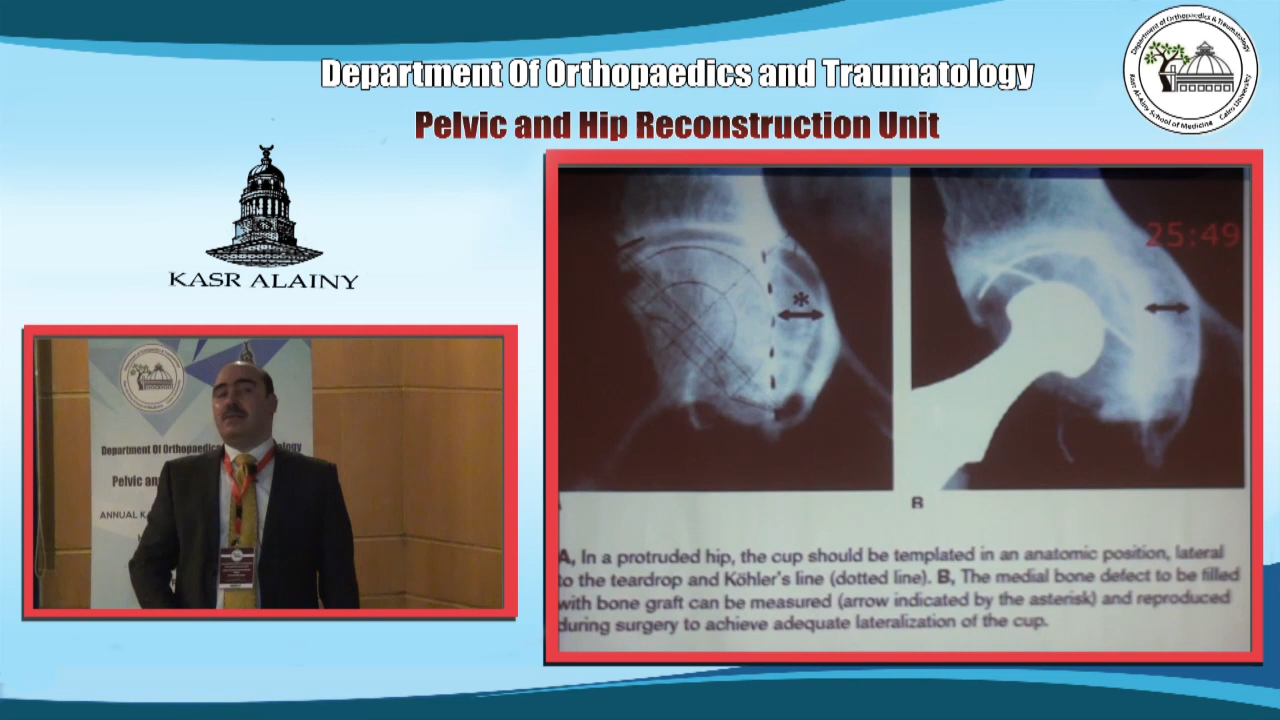 Department Of Orthopaedics and Traumatology
Pelvic and Hip Reconstruction Unit
Department of Orthopaedics & Traumatology
Kasr Al-Ainy School of Medicine Cairo University
KASR ALAINY
25:49
*
B
A, In a protruded hip, the cup should be templated in an anatomic position, lateral
to the teardrop and Köhler's line (dotted line). B, The medial bone defect to be filled
with bone graft can be measured (arrow indicated by the asterisk) and reproduced
during surgery to achieve adequate lateralization of the cup.
Department Of Orthopaedic
Pelvic an
ANNUAL K